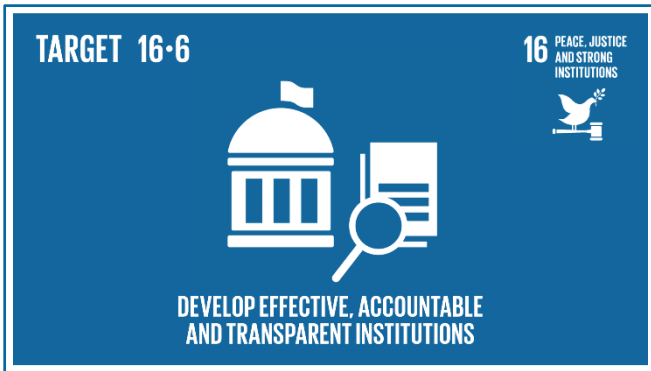 TARGET 16·6
16 PEACE, JUSTICE
AND STRONG
INSTITUTIONS
DEVELOP EFFECTIVE, ACCOUNTABLE
AND TRANSPARENT INSTITUTIONS